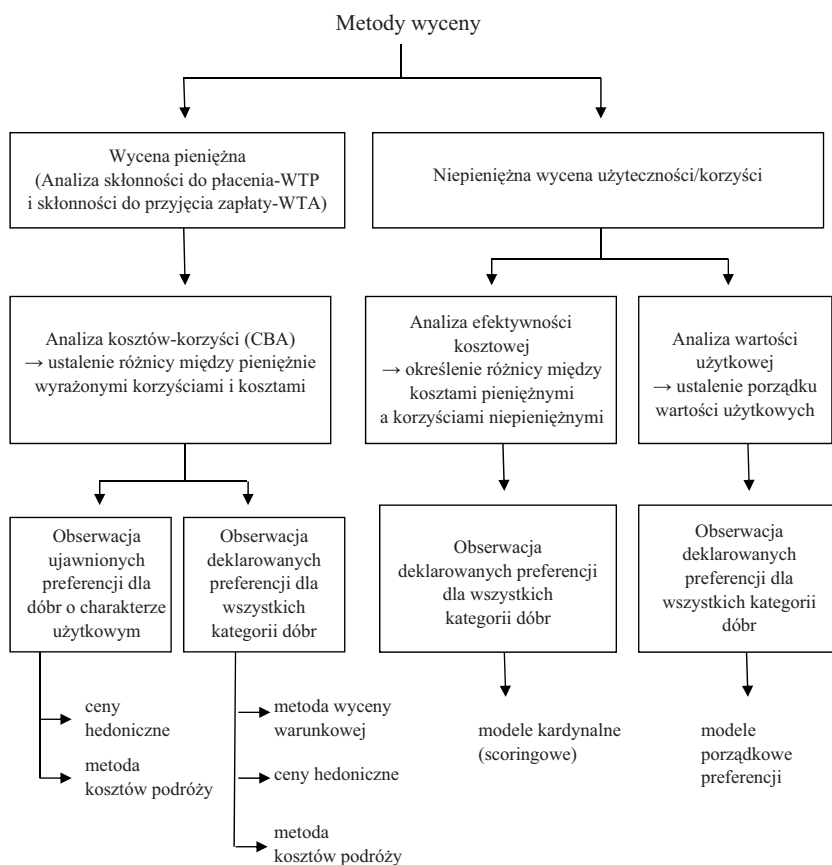 Metody wyceny
Wycena pieniężna
(Analiza skłonności do płacenia-WTP
i skłonności do przyjęcia zapłaty-WTA)
Niepieniężna wycena użyteczności/korzyści
Analiza kosztów-korzyści (CBA)
→ ustalenie różnicy między pieniężnie
wyrażonymi korzyściami i kosztami
Analiza efektywności
kosztowej
→ określenie różnicy między
kosztami pieniężnymi
a korzyściami niepieniężnymi
Analiza wartości
użytkowej
→ ustalenie porządku
wartości użytkowych
Obserwacja
ujawnionych
preferencji dla
dóbr o charakterze
użytkowym
Obserwacja
deklarowanych
preferencji dla
wszystkich
kategorii dóbr
Obserwacja
deklarowanych preferencji
dla wszystkich
kategorii dóbr
Obserwacja
deklarowanych
preferencji dla
wszystkich kategorii
dóbr
ceny
hedoniczne
metoda
kosztów podróży
metoda wyceny
warunkowej
ceny hedoniczne
metoda
kosztów podróży
modele kardynalne
(scoringowe)
modele
porządkowe
preferencji